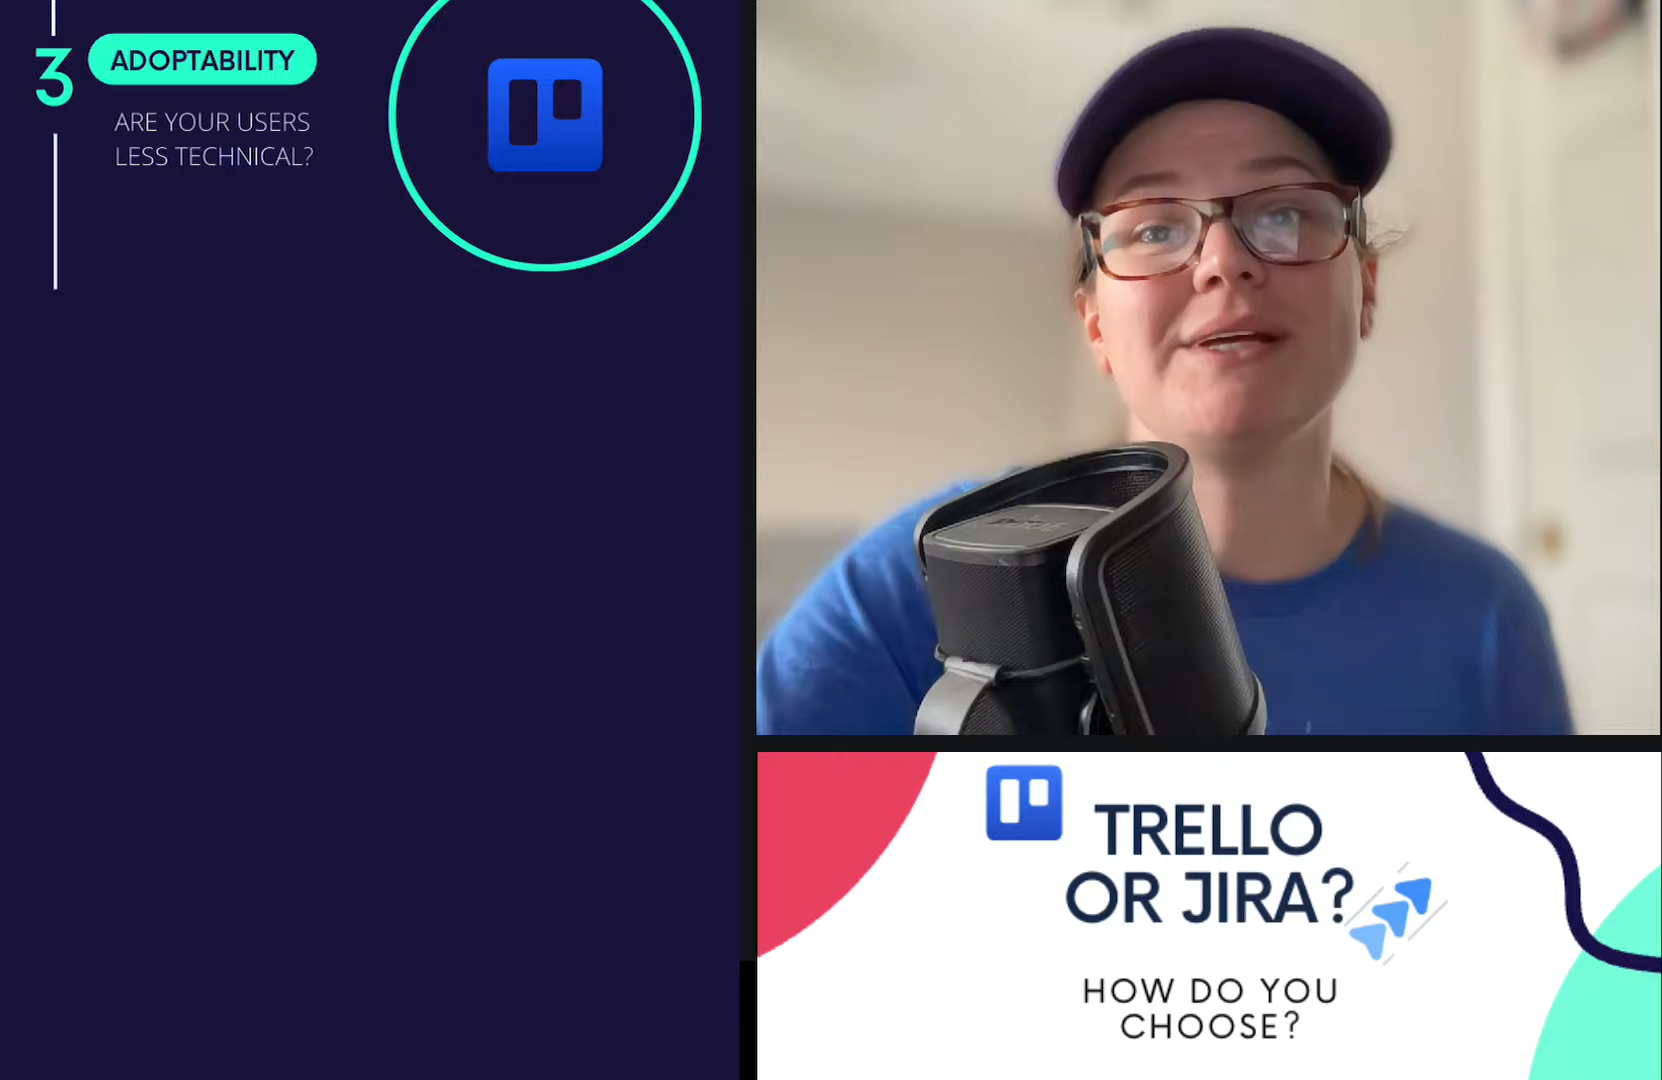 3
ADOPTABILITY
ARE YOUR USERS
LESS TECHNICAL?
TRELLO
OR JIRA?
HOW DO YOU
CHOOSE?